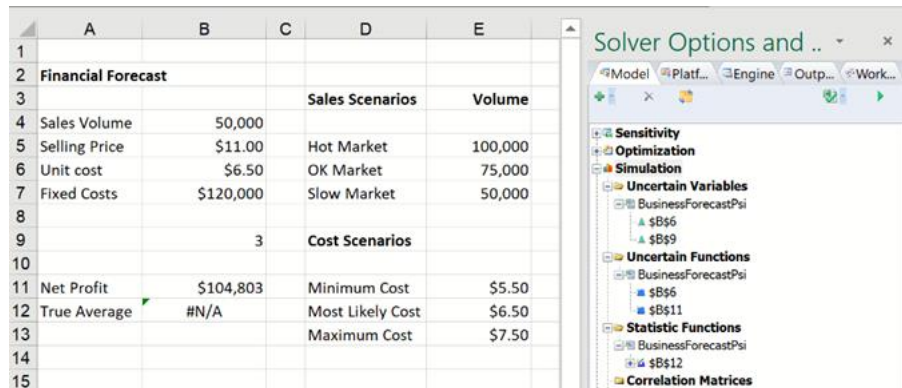 A B C D E
1
2 Financial Forecast
3 Sales Scenarios Volume
4 Sales Volume 50,000
5 Selling Price $11.00 Hot Market 100,000
6 Unit cost $6.50 OK Market 75,000
7 Fixed Costs $120,000 Slow Market 50,000
8
9 3 Cost Scenarios
10
11 Net Profit $104,803 Minimum Cost $5.50
12 True Average #N/A Most Likely Cost $6.50
13 Maximum Cost $7.50
14
15
Solver Options and ..
Model Platf... Engine Outp... Work...
Sensitivity
Optimization
Simulation
Uncertain Variables
BusinessForecastPsi
$B$6
$B$9
Uncertain Functions
BusinessForecastPsi
$B$6
$B$11
Statistic Functions
BusinessForecastPsi
$B$12
Correlation Matrices